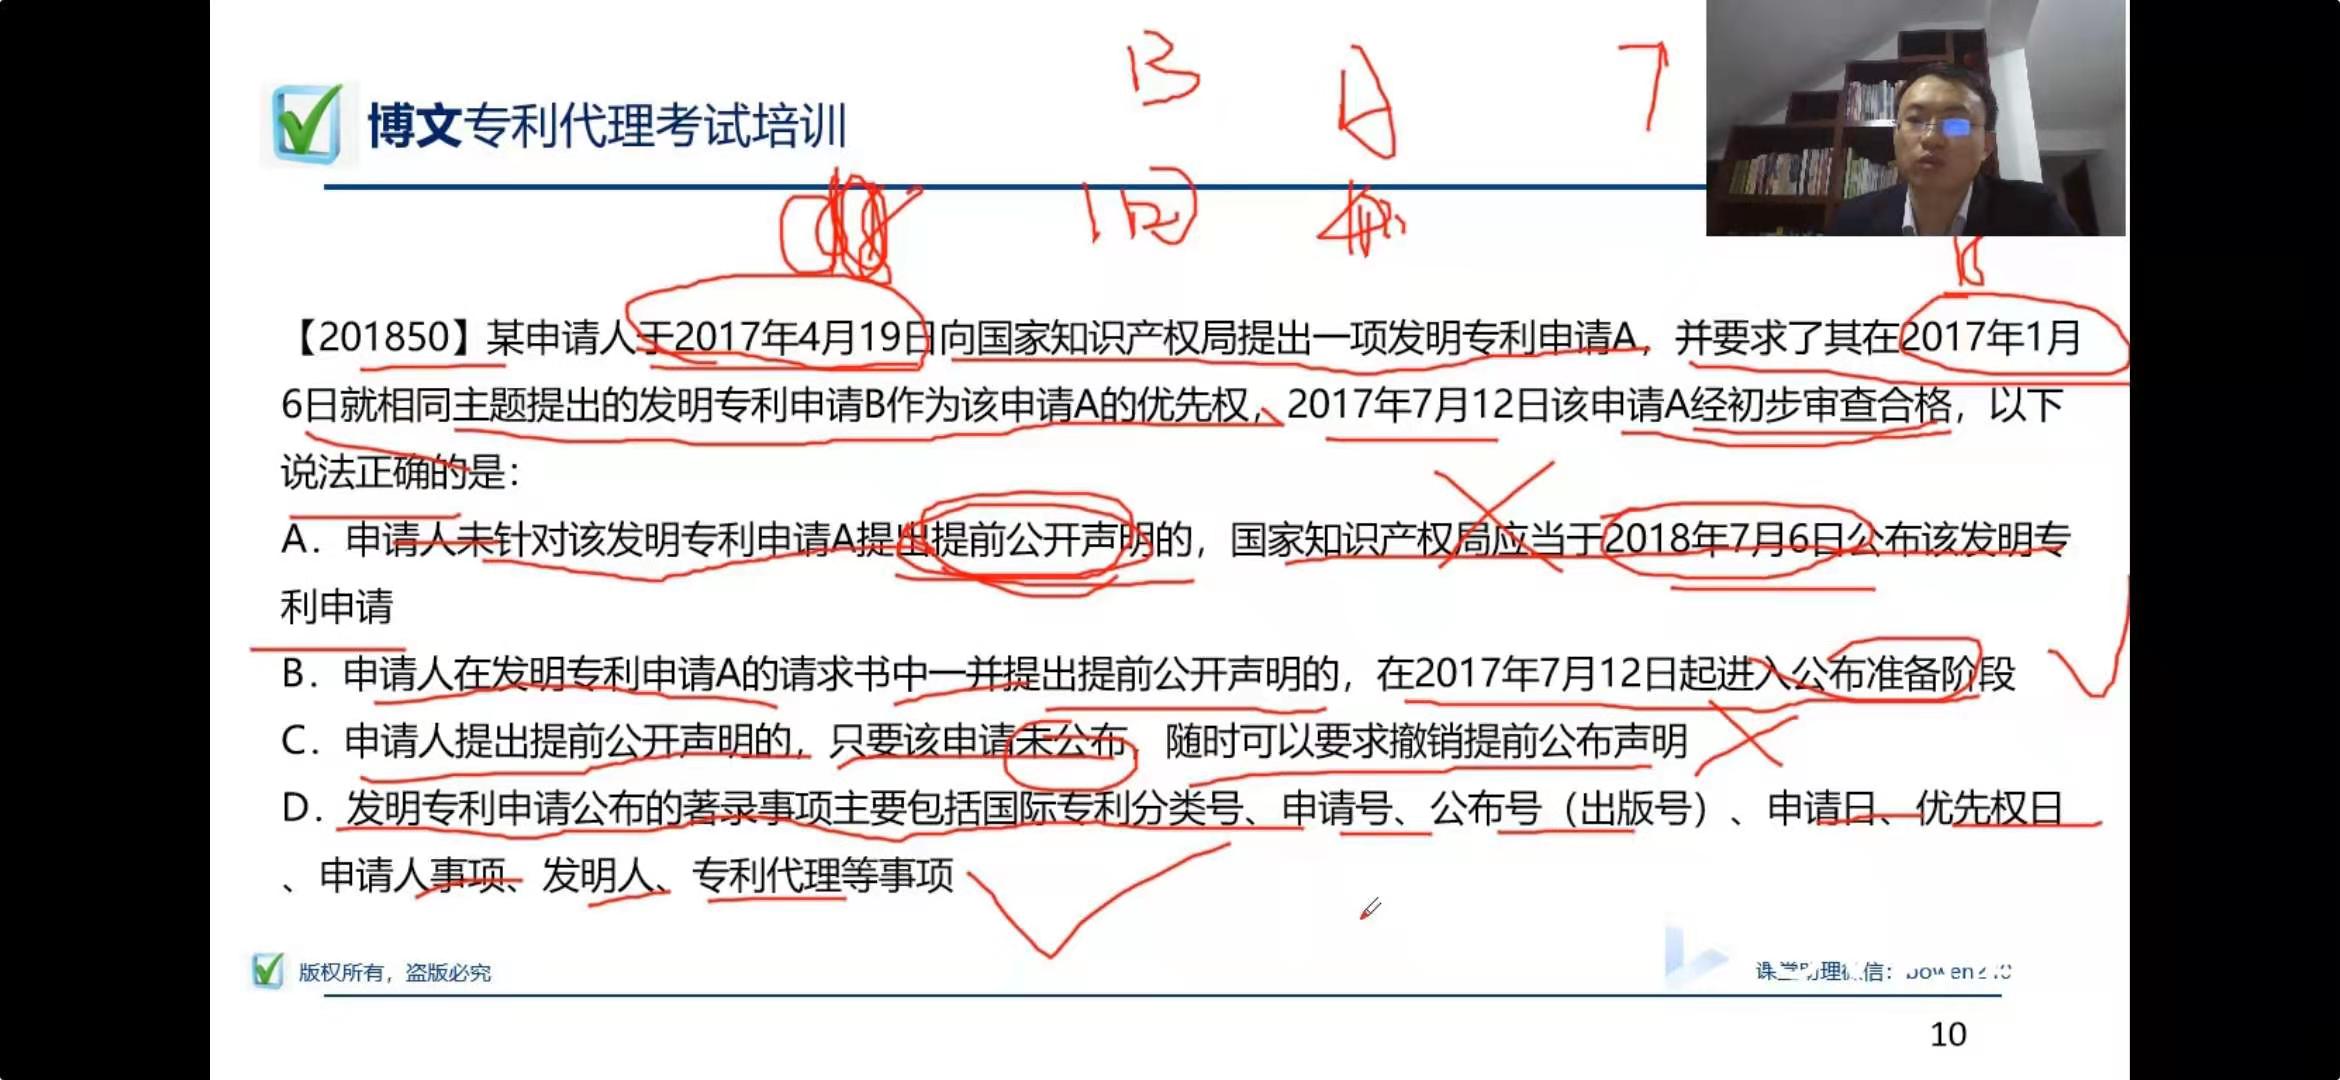 B A
博文专利代理考试培训
【201850】某申请人于2017年4月19日向国家知识产权局提出一项发明专利申请A，并要求了其在2017年1月
6日就相同主题提出的发明专利申请B作为该申请A的优先权，2017年7月12日该申请A经初步审查合格，以下
说法正确的是：
A．申请人未针对该发明专利申请A提出提前公开声明的，国家知识产权局应当于2018年7月6日公布该发明专
利申请
B．申请人在发明专利申请A的请求书中一并提出提前公开声明的，在2017年7月12日起进入公布准备阶段
C．申请人提出提前公开声明的，只要该申请未公布，随时可以要求撤销提前公布声明
D．发明专利申请公布的著录事项主要包括国际专利分类号、申请号、公布号（出版号）、申请日、优先权日
、申请人事项、发明人、专利代理等事项
版权所有，盗版必究
课堂助理微信：
10